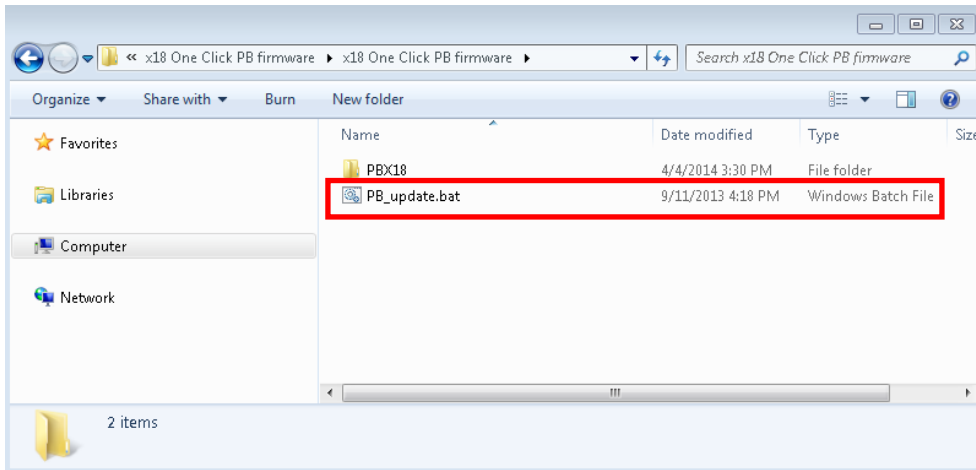 « x18 One Click PB firmware ▸ x18 One Click PB firmware ▸
Search x18 One Click PB firmware
Organize Share with Burn New folder
Name Date modified Type Size
Favorites
Libraries
Computer
Network
PBX18 4/4/2014 3:30 PM File folder
PB_update.bat 9/11/2013 4:18 PM Windows Batch File
2 items